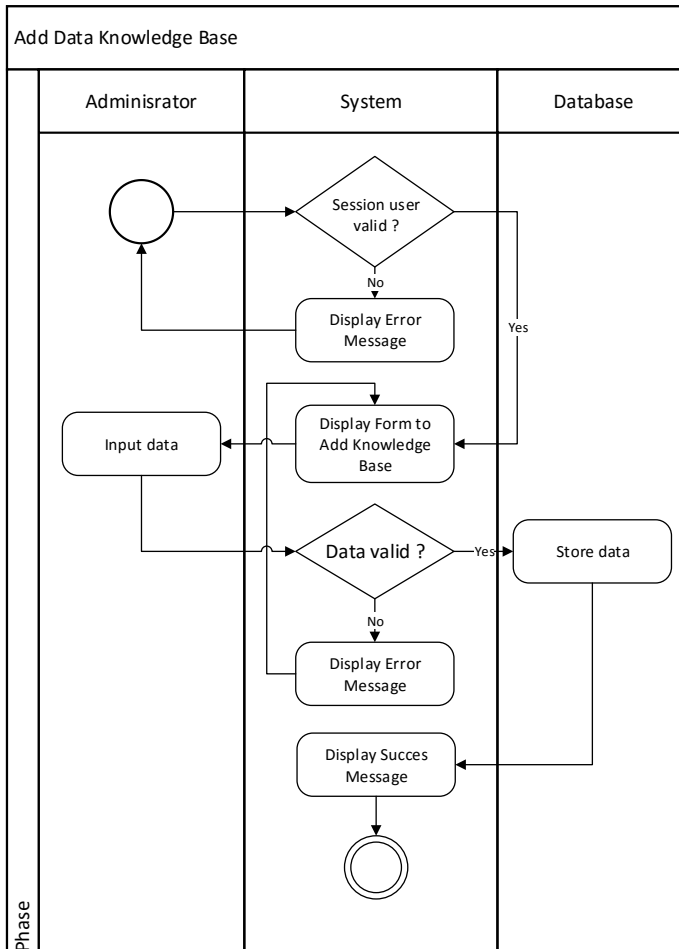 Add Data Knowledge Base
Adminisrator
System
Database
Session user
valid ?
No
Display Error
Message
Yes
Display Form to
Add Knowledge
Base
Input data
Data valid ?
Yes
Store data
No
Display Error
Message
Display Succes
Message
Phase